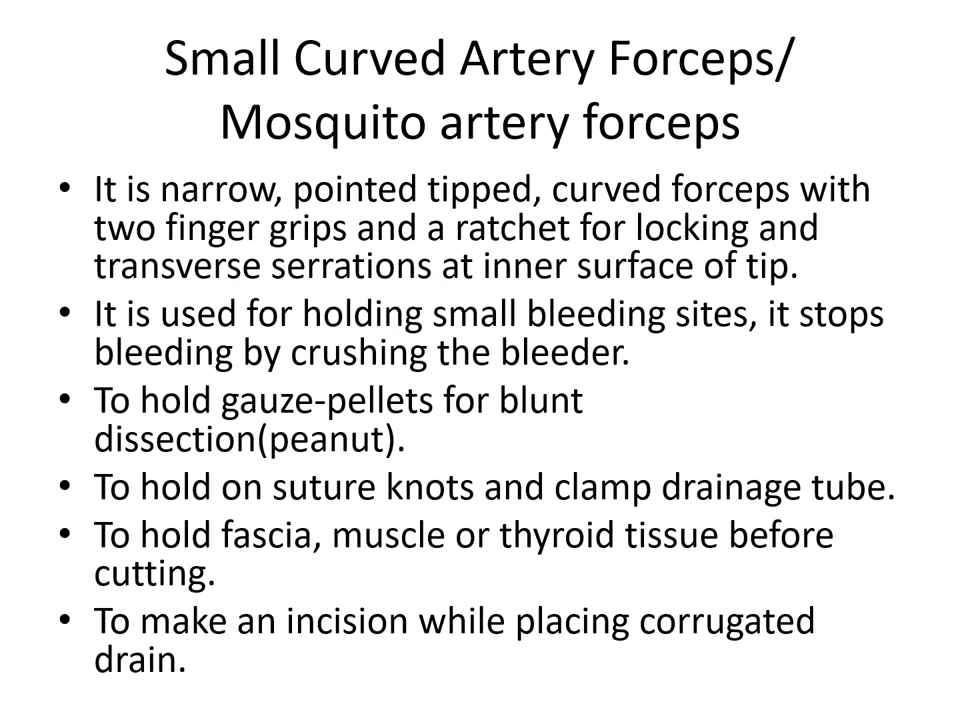 Small Curved Artery Forceps/
Mosquito artery forceps
• It is narrow, pointed tipped, curved forceps with
two finger grips and a ratchet for locking and
transverse serrations at inner surface of tip.
• It is used for holding small bleeding sites, it stops
bleeding by crushing the bleeder.
• To hold gauze-pellets for blunt
dissection(peanut).
• To hold on suture knots and clamp drainage tube.
• To hold fascia, muscle or thyroid tissue before
cutting.
• To make an incision while placing corrugated
drain.